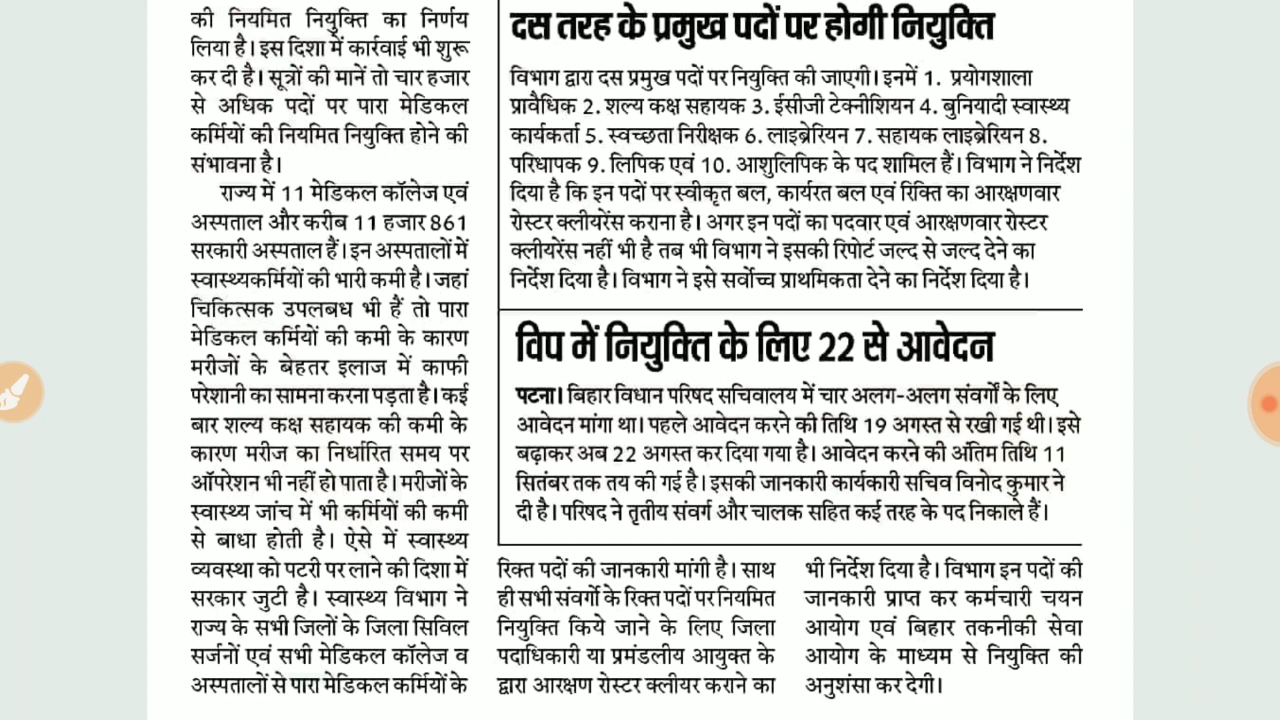 की नियमित नियुक्ति का निर्णय
लिया है। इस दिशा में कार्रवाई भी शुरू
कर दी है। सूत्रों की मानें तो चार हजार
से अधिक पदों पर पारा मेडिकल
कर्मियों की नियमित नियुक्ति होने की
संभावना है।
राज्य में 11 मेडिकल कॉलेज एवं
अस्पताल और करीब 11 हजार 861
सरकारी अस्पताल हैं। इन अस्पतालों में
स्वास्थ्यकर्मियों की भारी कमी है। जहां
चिकित्सक उपलबध भी हैं तो पारा
मेडिकल कर्मियों की कमी के कारण
मरीजों के बेहतर इलाज में काफी
परेशानी का सामना करना पड़ता है। कई
बार शल्य कक्ष सहायक की कमी के
कारण मरीज का निर्धारित समय पर
ऑपरेशन भी नहीं हो पाता है। मरीजों के
स्वास्थ्य जांच में भी कर्मियों की कमी
से बाधा होती है। ऐसे में स्वास्थ्य
व्यवस्था को पटरी पर लाने की दिशा में
सरकार जुटी है। स्वास्थ्य विभाग ने
राज्य के सभी जिलों के जिला सिविल
सर्जनों एवं सभी मेडिकल कॉलेज व
अस्पतालों से पारा मेडिकल कर्मियों के
दस तरह के प्रमुख पदों पर होगी नियुक्ति
विभाग द्वारा दस प्रमुख पदों पर नियुक्ति की जाएगी। इनमें 1. प्रयोगशाला
प्रावैधिक 2. शल्य कक्ष सहायक 3. ईसीजी टेक्नीशियन 4. बुनियादी स्वास्थ्य
कार्यकर्ता 5. स्वच्छता निरीक्षक 6. लाइब्रेरियन 7. सहायक लाइब्रेरियन 8.
परिधापक 9. लिपिक एवं 10. आशुलिपिक के पद शामिल हैं। विभाग ने निर्देश
दिया है कि इन पदों पर स्वीकृत बल, कार्यरत बल एवं रिक्ति का आरक्षणवार
रोस्टर क्लीयरेंस कराना है। अगर इन पदों का पदवार एवं आरक्षणवार रोस्टर
क्लीयरेंस नहीं भी है तब भी विभाग ने इसकी रिपोर्ट जल्द से जल्द देने का
निर्देश दिया है। विभाग ने इसे सर्वोच्च प्राथमिकता देने का निर्देश दिया है।
विप में नियुक्ति के लिए 22 से आवेदन
पटना। बिहार विधान परिषद सचिवालय में चार अलग-अलग संवर्गों के लिए
आवेदन मांगा था। पहले आवेदन करने की तिथि 19 अगस्त से रखी गई थी। इसे
बढ़ाकर अब 22 अगस्त कर दिया गया है। आवेदन करने की अंतिम तिथि 11
सितंबर तक तय की गई है। इसकी जानकारी कार्यकारी सचिव विनोद कुमार ने
दी है। परिषद ने तृतीय संवर्ग और चालक सहित कई तरह के पद निकाले हैं।
रिक्त पदों की जानकारी मांगी है। साथ
ही सभी संवर्गो के रिक्त पदों पर नियमित
नियुक्ति किये जाने के लिए जिला
पदाधिकारी या प्रमंडलीय आयुक्त के
द्वारा आरक्षण रोस्टर क्लीयर कराने का
भी निर्देश दिया है। विभाग इन पदों की
जानकारी प्राप्त कर कर्मचारी चयन
आयोग एवं बिहार तकनीकी सेवा
आयोग के माध्यम से नियुक्ति की
अनुशंसा कर देगी।